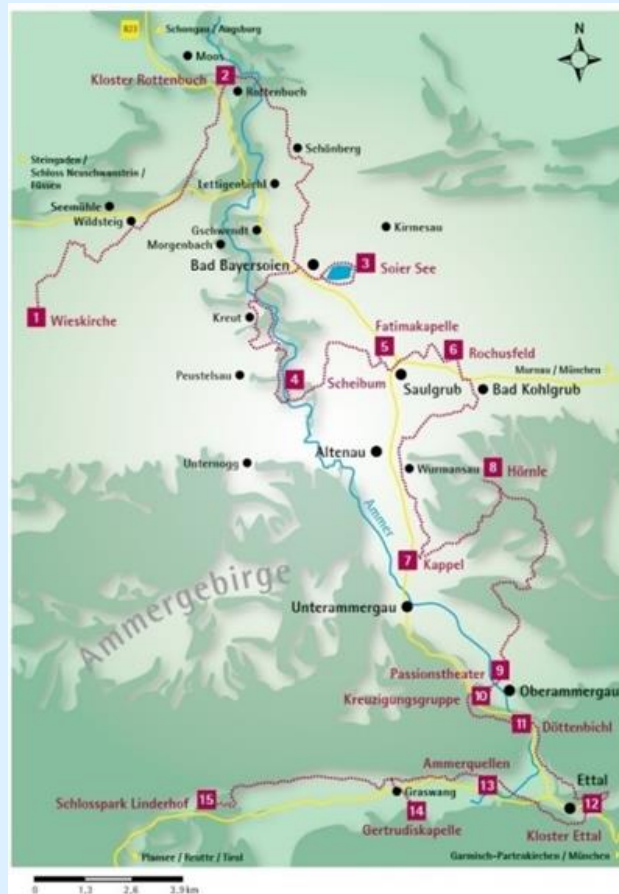 B23
Schongau / Augsburg
N
Moos
Kloster Rottenbuch
2
Rottenbuch
Schönberg
Steingaden /
Schloss Neuschwanstein /
Füssen
Lettigenbichl
Seemühle
Wildsteig
Gschwendt
Kirmesau
Morgenbach
Bad Bayersoien
3
Soier See
1
Wieskirche
Kreut
Fatimakapelle
5
6
Rochusfeld
Peustelsau
4
Scheibum
Saulgrub
Murnau / München
Bad Kohlgrub
Altenau
Unternogg
Wurmansau
8
Hörnle
Ammer
Ammergebirge
7
Kappel
Unterammergau
Passionstheater
9
Kreuzigungsgruppe
10
Oberammergau
11
Döttenbichl
Ammerquellen
Ettal
Schlosspark Linderhof
15
Graswang
13
12
14
Gertrudiskapelle
Kloster Ettal
Plansee / Reutte / Tirol
Garmisch-Partenkirchen / München
0 1,3 2,6 3,9 km